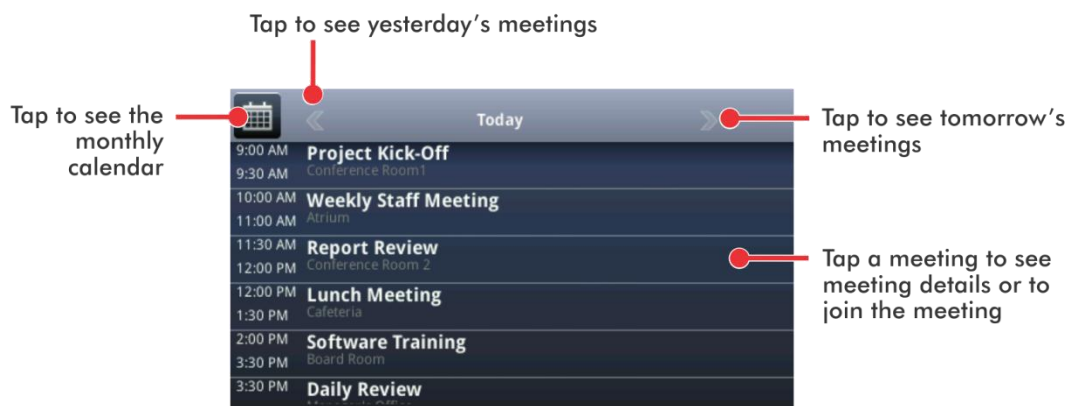 Tap to see yesterday's meetings
Tap to see the
monthly
calendar
Today
Tap to see tomorrow's
meetings
9:00 AM Project Kick-Off
9:30 AM Conference Room1
10:00 AM Weekly Staff Meeting
11:00 AM Atrium
11:30 AM Report Review
12:00 PM Conference Room 2
Tap a meeting to see
meeting details or to
join the meeting
12:00 PM Lunch Meeting
1:30 PM Cafeteria
2:00 PM Software Training
3:30 PM Board Room
3:30 PM Daily Review